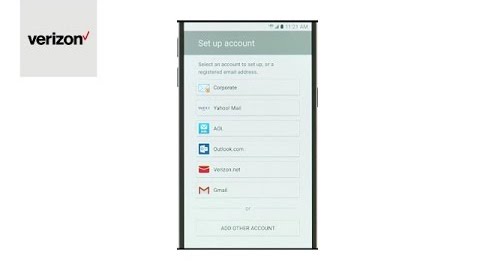 verizon✓
11:23 AM
Set up account
Select an account to set up, or a
registered email address.
Corporate
YAHOO! Yahoo! Mail
AOL
Outlook.com
Verizon.net
Gmail
or
ADD OTHER ACCOUNT